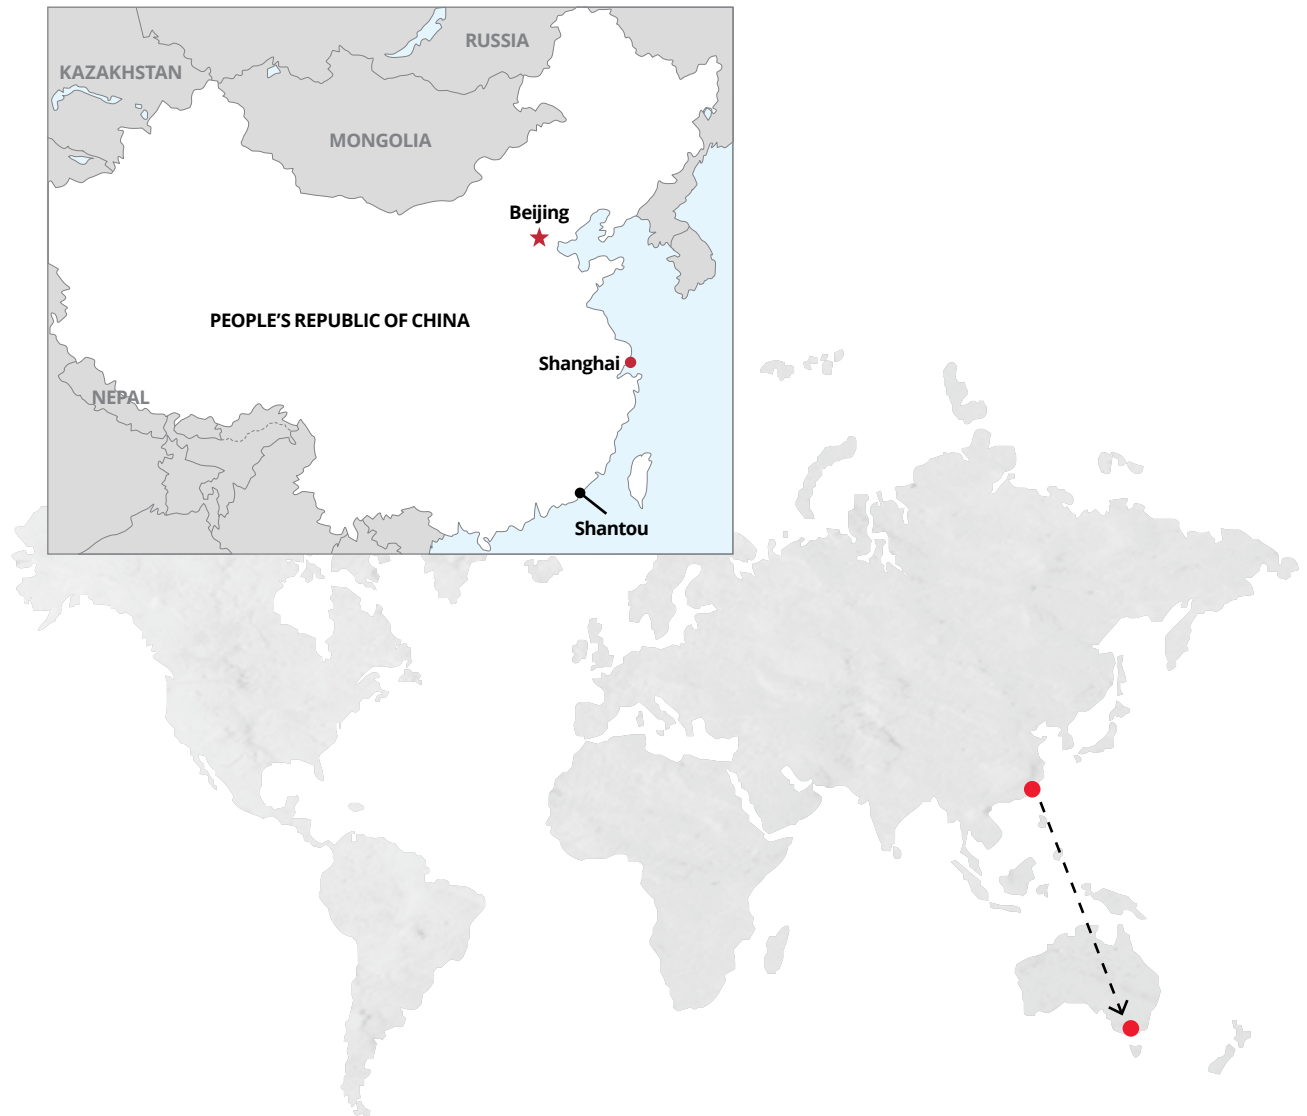 RUSSIA
KAZAKHSTAN
MONGOLIA
Beijing
PEOPLE’S REPUBLIC OF CHINA
Shanghai
NEPAL
Shantou